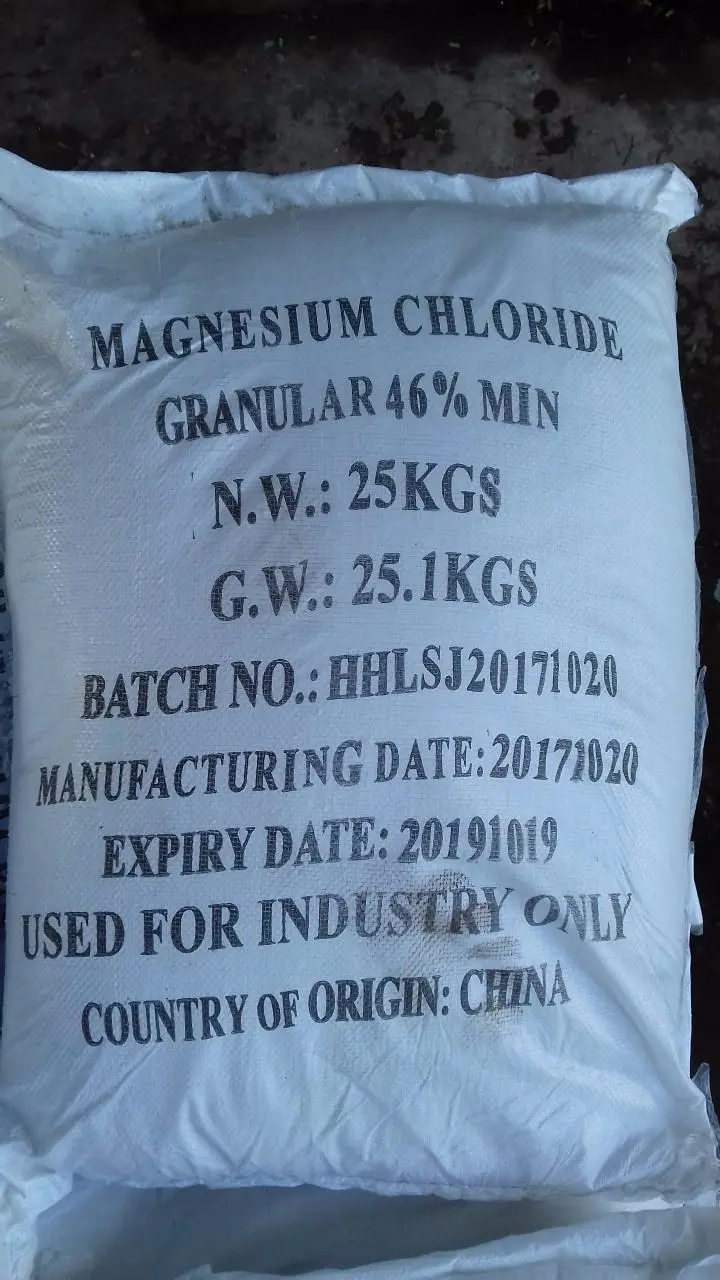 MAGNESIUM CHLORIDE
GRANULAR 46% MIN
N.W.: 25KGS
G.W.: 25.1KGS
BATCH NO.: HHLSJ20171020
MANUFACTURING DATE: 20171020
EXPIRY DATE: 20191019
USED FOR INDUSTRY ONLY
COUNTRY OF ORIGIN: CHINA